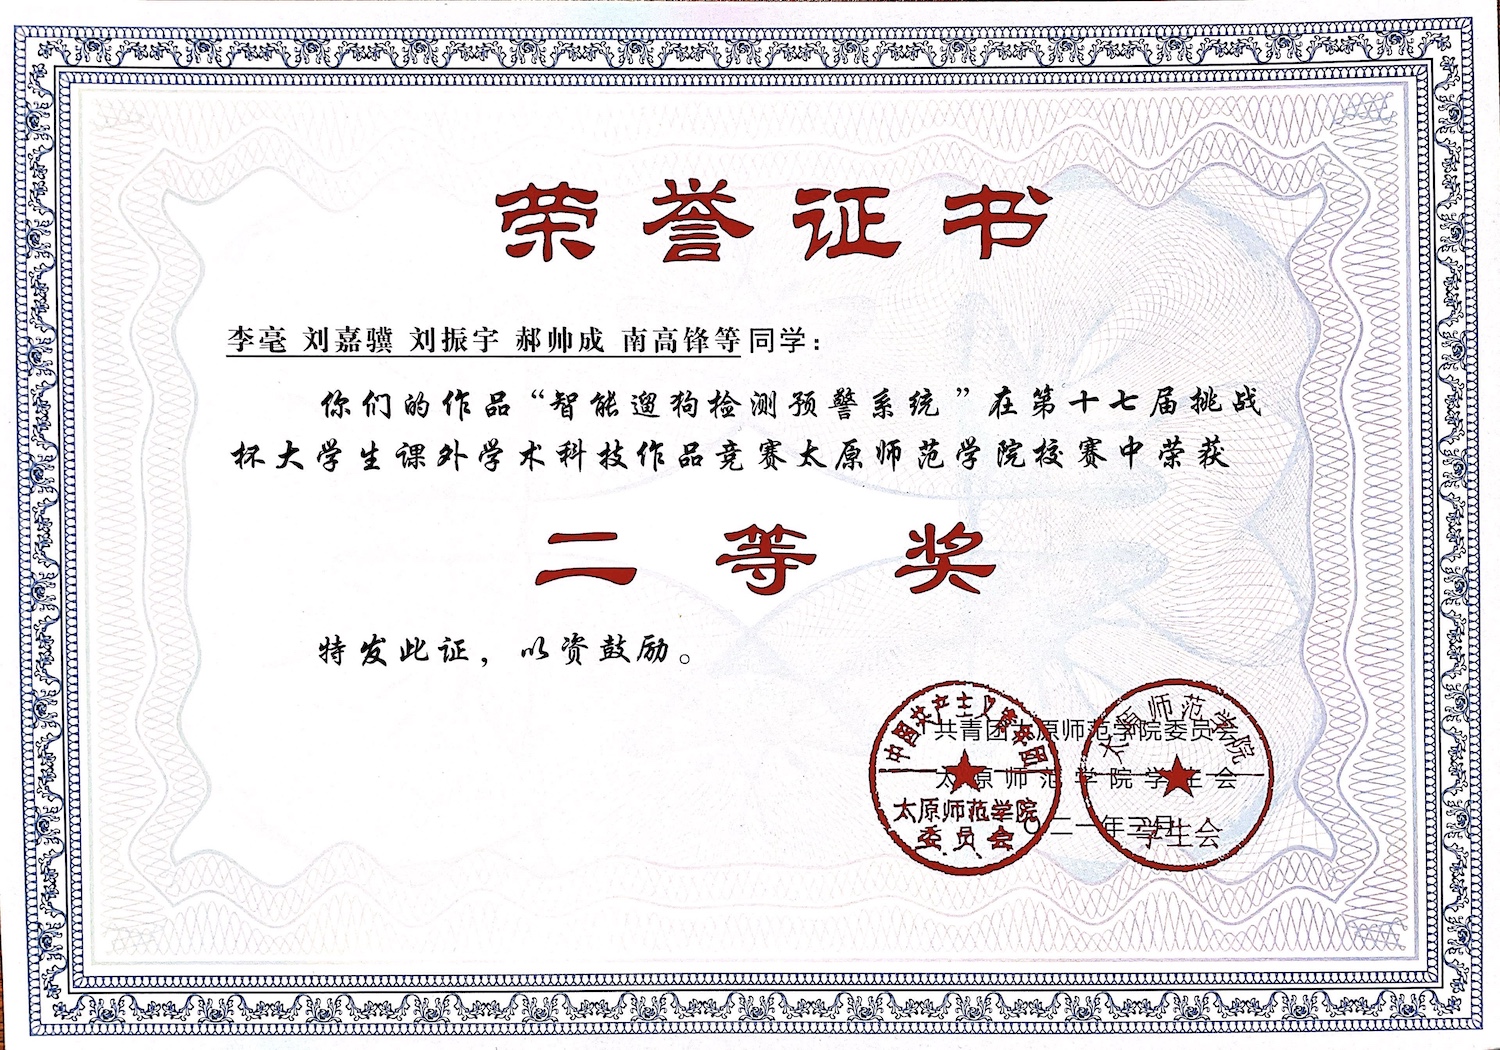 荣誉证书
李亳 刘嘉骥 刘振宇 郝帅成 南高锋等同学：
你们的作品“智能遛狗检测预警系统”在第十七届挑战
杯大学生课外学术科技作品竞赛太原师范学院校赛中荣获
二等奖
特发此证，以资鼓励。
共青团太原师范学院委员会
太原师范学院学生会
〇二一年三月
中国共产主义青年团
太原师范学院
委员会
太原师范学院
学生会